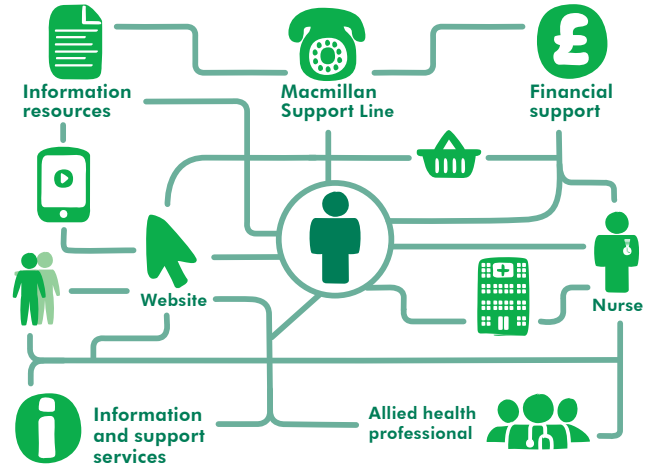 Information
resources
Macmillan
Support Line
£
Financial
support
Website
Nurse
i
Information
and support
services
Allied health
professional